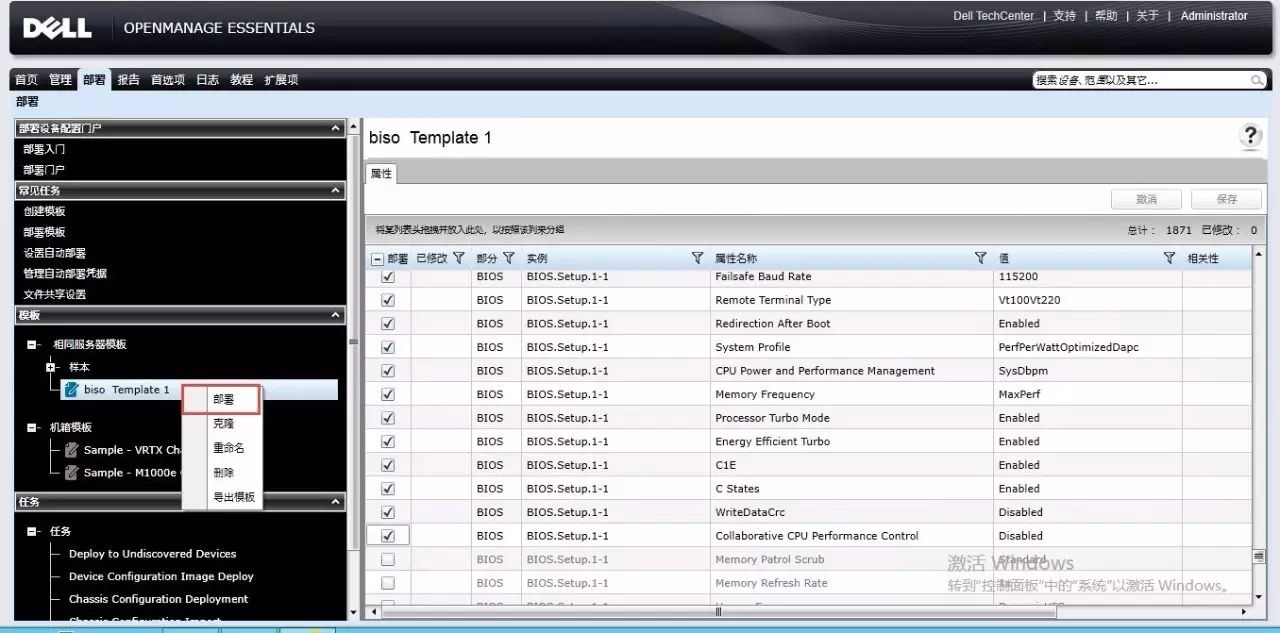 DELL OPENMANAGE ESSENTIALS
Dell TechCenter | 支持 | 帮助 | 关于 | Administrator
首页 管理 部署 报告 首选项 日志 教程 扩展项
搜索设备、范围以及其它...
部署
部署设备配置门户
部署入门
部署门户
常见任务
创建模板
部署模板
设置自动部署
管理自动部署凭据
文件共享设置
模板
相同服务器模板
样本
biso Template 1
机箱模板
Sample - VRTX Ch
Sample - M1000e
部署
克隆
重命名
删除
导出模板
任务
任务
Deploy to Undiscovered Devices
Device Configuration Image Deploy
Chassis Configuration Deployment
Chassis Configuration Import
biso Template 1
?
属性
撤消 保存
将某列表头拖拽并放入此处，以按照该列来分组
总计： 1871 已修改： 0
部署 已修改 部分 实例 属性名称 值 相关性
BIOS BIOS.Setup.1-1 Failsafe Baud Rate 115200
BIOS BIOS.Setup.1-1 Remote Terminal Type Vt100Vt220
BIOS BIOS.Setup.1-1 Redirection After Boot Enabled
BIOS BIOS.Setup.1-1 System Profile PerfPerWattOptimizedDapc
BIOS BIOS.Setup.1-1 CPU Power and Performance Management SysDbpm
BIOS BIOS.Setup.1-1 Memory Frequency MaxPerf
BIOS BIOS.Setup.1-1 Processor Turbo Mode Enabled
BIOS BIOS.Setup.1-1 Energy Efficient Turbo Enabled
BIOS BIOS.Setup.1-1 C1E Enabled
BIOS BIOS.Setup.1-1 C States Enabled
BIOS BIOS.Setup.1-1 WriteDataCrc Disabled
BIOS BIOS.Setup.1-1 Collaborative CPU Performance Control Disabled
BIOS BIOS.Setup.1-1 Memory Patrol Scrub Standard
BIOS BIOS.Setup.1-1 Memory Refresh Rate
激活 Windows
转到"控制面板"中的"系统"以激活 Windows。